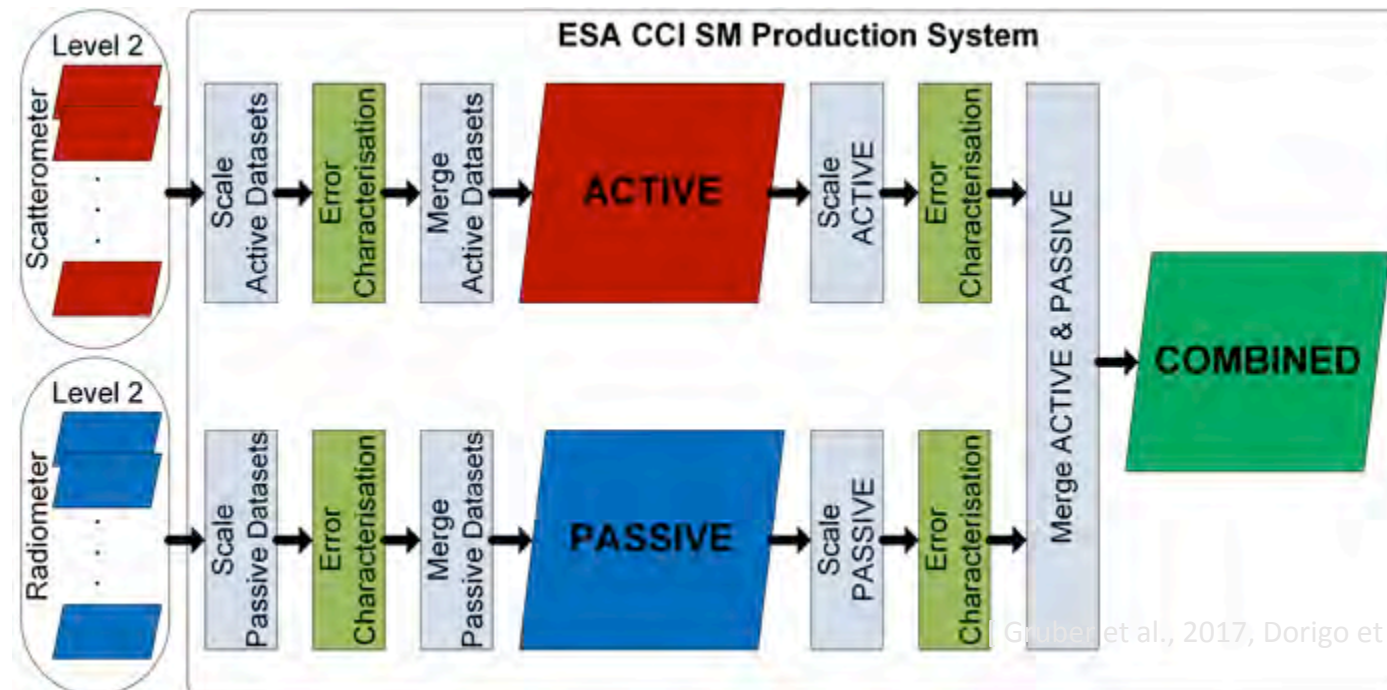 ESA CCI SM Production System
Level 2
Scatterometer
Scale
Active Datasets
Error
Characterisation
Merge
Active Datasets
ACTIVE
Scale
ACTIVE
Error
Characterisation
Level 2
Radiometer
Scale
Passive Datasets
Error
Characterisation
Merge
Passive Datasets
PASSIVE
Scale
PASSIVE
Error
Characterisation
Merge ACTIVE & PASSIVE
COMBINED
Gruber et al., 2017, Dorigo et